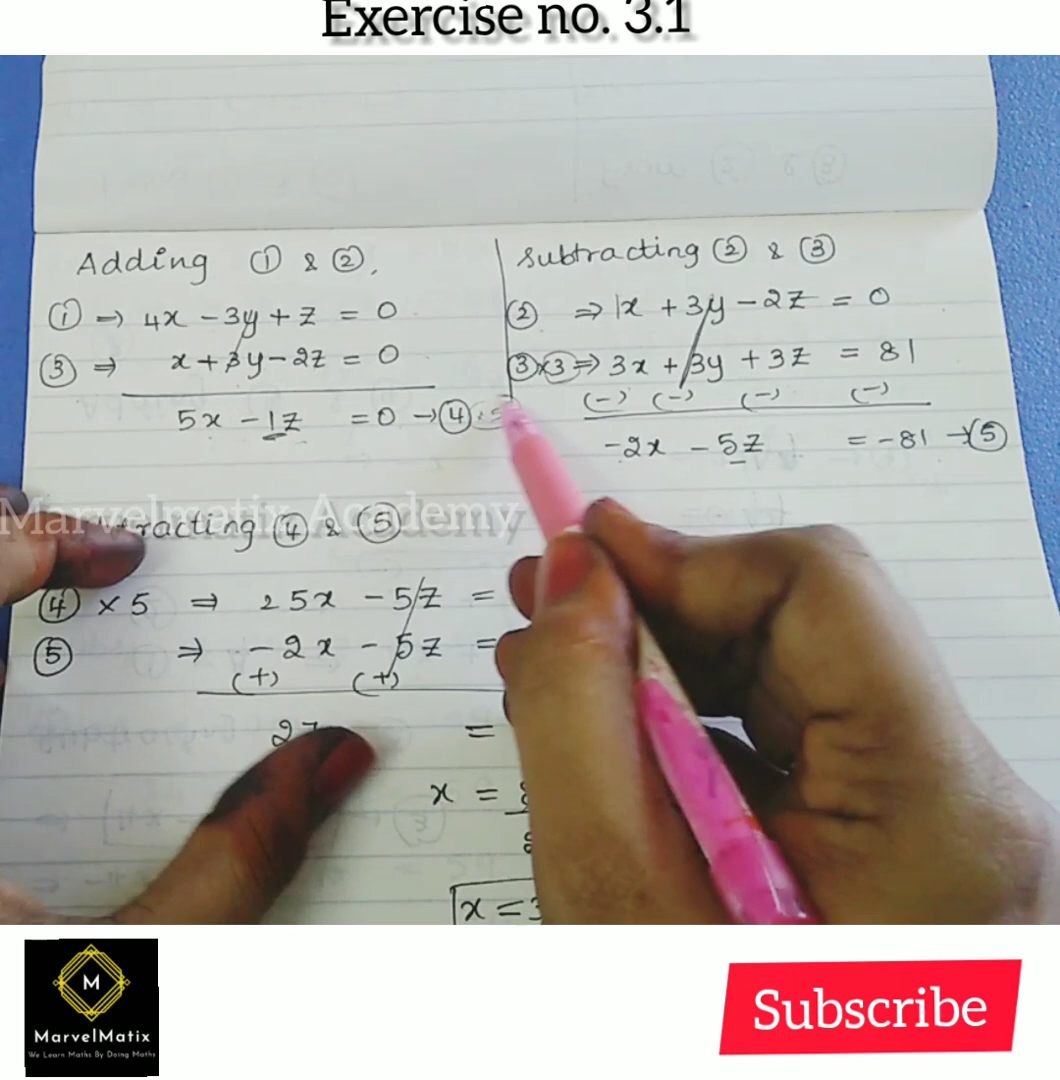 Exercise no. 3.1
Adding ① & ②,
① ⇒ 4x - 3y + z = 0
③ ⇒ x + 3y - 2z = 0
5x - 1z = 0 → ④
Subtracting ② & ③
② ⇒ 1x + 3y - 2z = 0
③ × 3 ⇒ 3x + 3y + 3z = 81
(-) (-) (-) (-)
-2x - 5z = -81 → ⑤
Marvelmatix Academy
racting ④ & ⑤
④ × 5 ⇒ 25x - 5z =
⑤ ⇒ -2x - 5z =
(+) (+)
27 =
x =
x = 3
M
MarvelMatix
We Learn Maths By Doing Maths
Subscribe